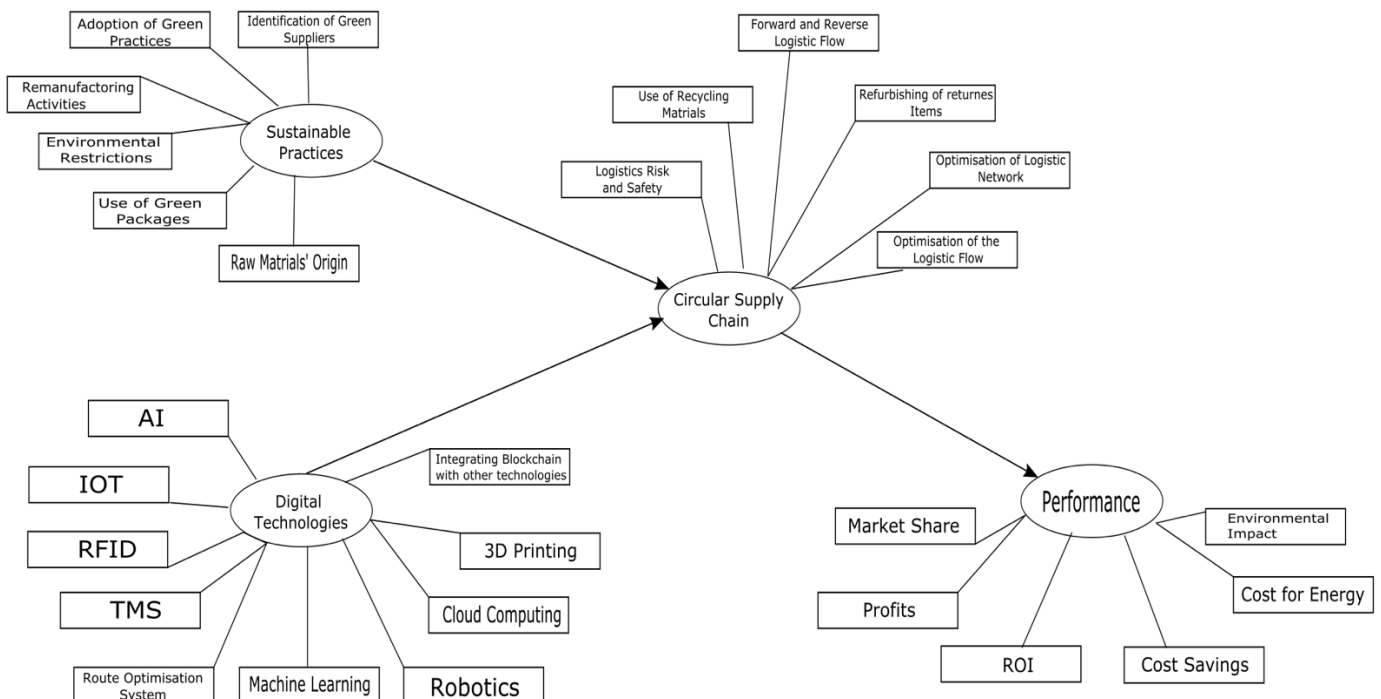 Adoption of Green
Practices
Identification of Green
Suppliers
Remanufactoring
Activities
Environmental
Restrictions
Use of Green
Packages
Raw Matrials' Origin
Sustainable
Practices
Forward and Reverse
Logistic Flow
Use of Recycling
Matrials
Refurbishing of returnes
Items
Logistics Risk
and Safety
Optimisation of Logistic
Network
Optimisation of the
Logistic Flow
Circular Supply
Chain
AI
IOT
RFID
TMS
Route Optimisation
System
Machine Learning
Robotics
Cloud Computing
3D Printing
Integrating Blockchain
with other technologies
Digital
Technologies
Performance
Market Share
Profits
ROI
Cost Savings
Cost for Energy
Environmental
Impact